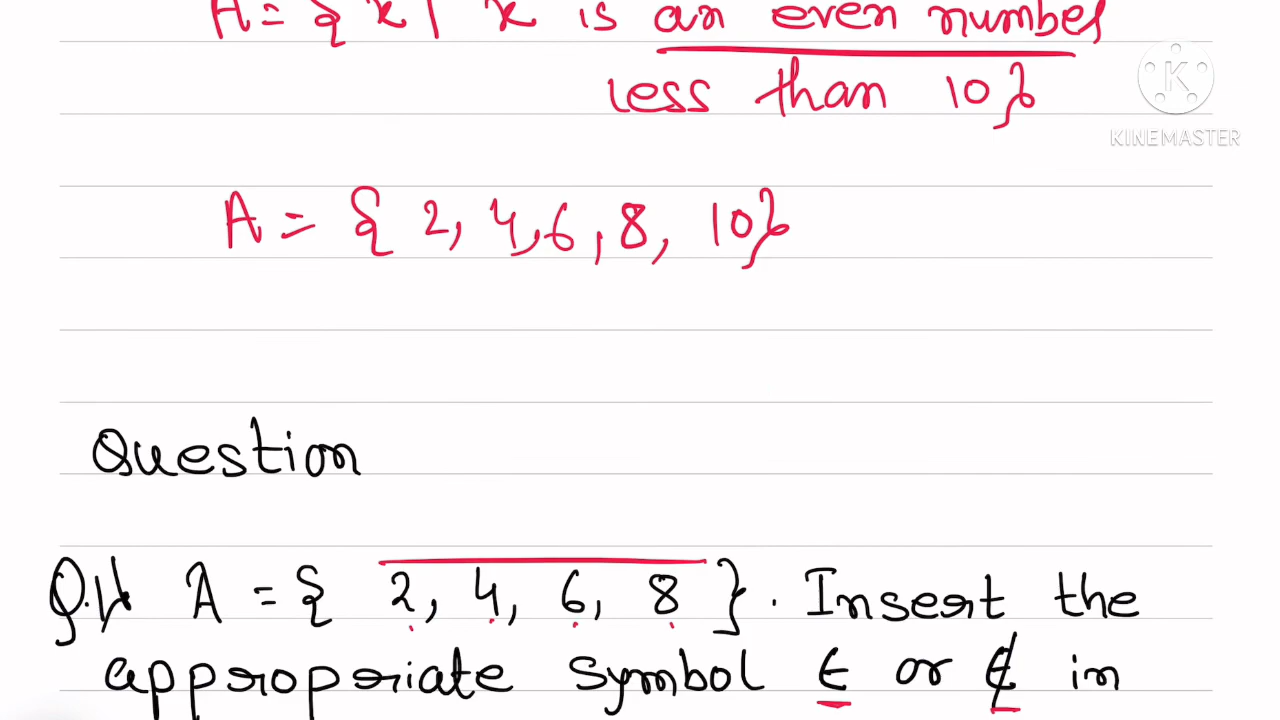 A = { x | x is an even number
less than 10}
KINEMASTER
A = { 2, 4, 6, 8, 10}
Question
Q.1) A = { 2, 4, 6, 8 }. Insert the
appropriate symbol ∈ or ∉ in